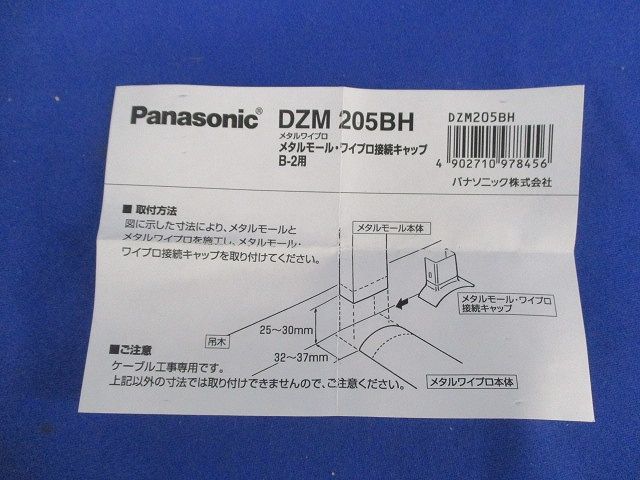 Panasonic® DZM 205BH
メタルワイプロ
メタルモール・ワイプロ接続キャップ
B-2用
DZM205BH
4 902710 978456
パナソニック株式会社
■取付方法
図に示した寸法により、メタルモールと
メタルワイプロを施工し、メタルモール・
ワイプロ接続キャップを取り付けてください。
メタルモール本体
メタルモール・ワイプロ
接続キャップ
25〜30mm
吊木
32〜37mm
メタルワイプロ本体
■ご注意
ケーブル工事専用です。
上記以外の寸法では取り付けできませんので、ご注意ください。